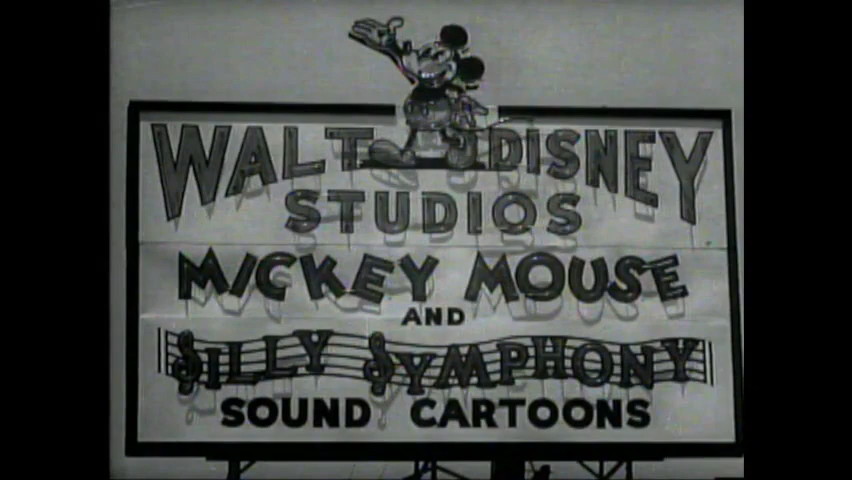 WALT DISNEY
STUDIOS
MICKEY MOUSE
AND
SILLY SYMPHONY
SOUND CARTOONS